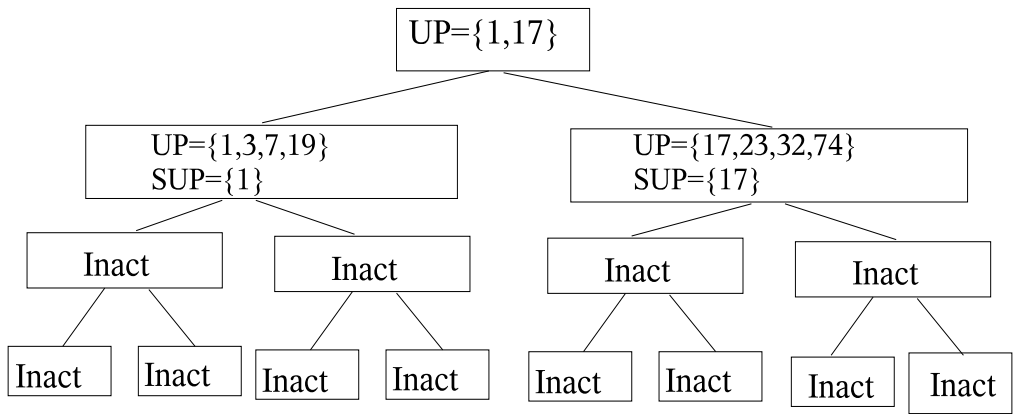 UP={1,17}
UP={1,3,7,19}
SUP={1}
UP={17,23,32,74}
SUP={17}
Inact
Inact
Inact
Inact
Inact
Inact
Inact
Inact
Inact
Inact
Inact
Inact